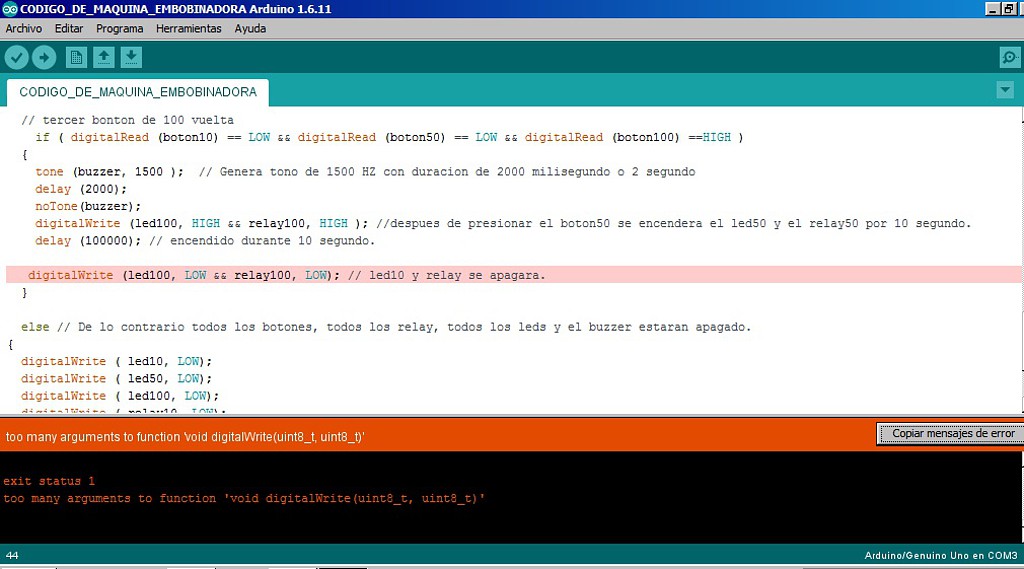 CODIGO_DE_MAQUINA_EMBOBINADORA Arduino 1.6.11
Archivo Editar Programa Herramientas Ayuda
CODIGO_DE_MAQUINA_EMBOBINADORA
// tercer bonton de 100 vuelta
if ( digitalRead (boton10) == LOW && digitalRead (boton50) == LOW && digitalRead (boton100) ==HIGH )
{
tone (buzzer, 1500 );  // Genera tono de 1500 HZ con duracion de 2000 milisegundo o 2 segundo
delay (2000);
noTone(buzzer);
digitalWrite (led100, HIGH && relay100, HIGH ); //despues de presionar el boton50 se encendera el led50 y el relay50 por 10 segundo.
delay (100000); // encendido durante 10 segundo.
digitalWrite (led100, LOW && relay100, LOW); // led10 y relay se apagara.
}
else // De lo contrario todos los botones, todos los relay, todos los leds y el buzzer estaran apagado.
{
digitalWrite ( led10, LOW);
digitalWrite ( led50, LOW);
digitalWrite ( led100, LOW);
digitalWrite ( relay10, LOW);
too many arguments to function 'void digitalWrite(uint8_t, uint8_t)'
Copiar mensajes de error
exit status 1
too many arguments to function 'void digitalWrite(uint8_t, uint8_t)'
44
Arduino/Genuino Uno en COM3